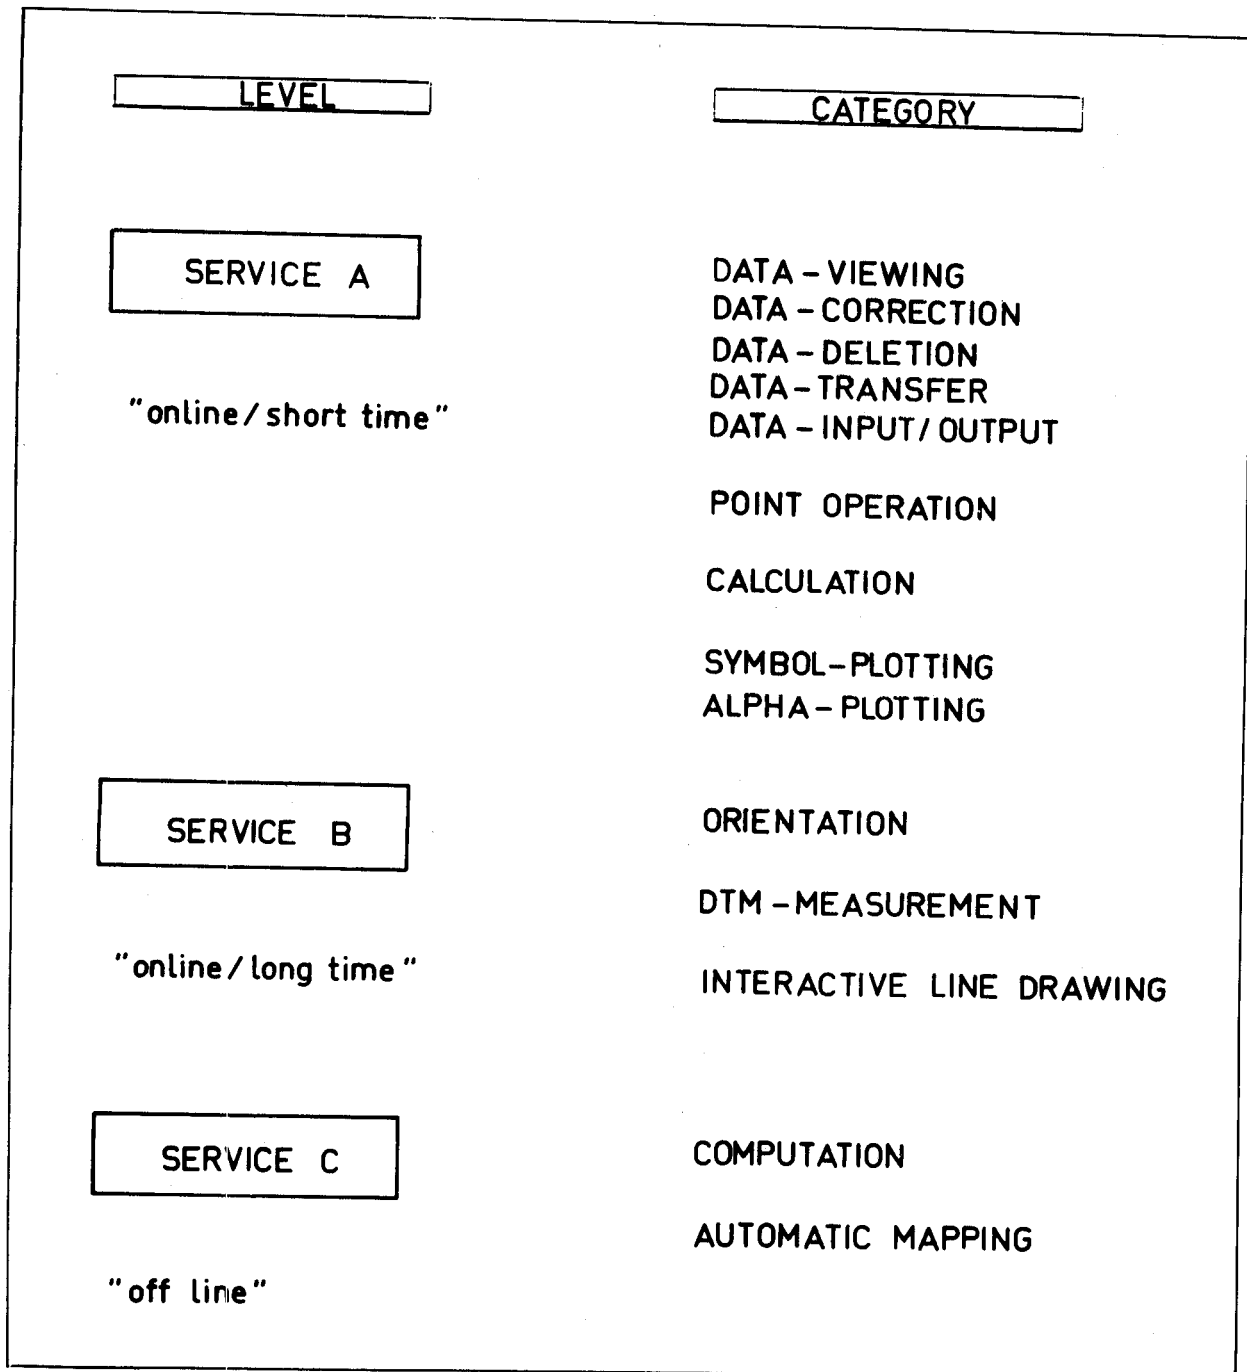 LEVEL
CATEGORY
SERVICE A
"online/short time"
DATA-VIEWING
DATA-CORRECTION
DATA-DELETION
DATA-TRANSFER
DATA-INPUT/OUTPUT
POINT OPERATION
CALCULATION
SYMBOL-PLOTTING
ALPHA-PLOTTING
SERVICE B
"online/long time"
ORIENTATION
DTM-MEASUREMENT
INTERACTIVE LINE DRAWING
SERVICE C
"off line"
COMPUTATION
AUTOMATIC MAPPING